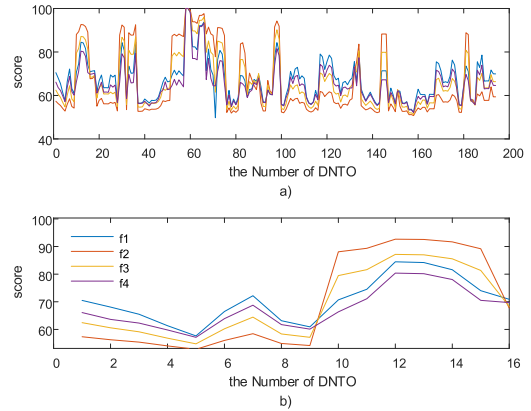 100
80
60
40
score
0 20 40 60 80 100 120 140 160 180 200
the Number of DNTO
a)
100
90
80
70
60
score
f1
f2
f3
f4
0 2 4 6 8 10 12 14 16
the Number of DNTO
b)